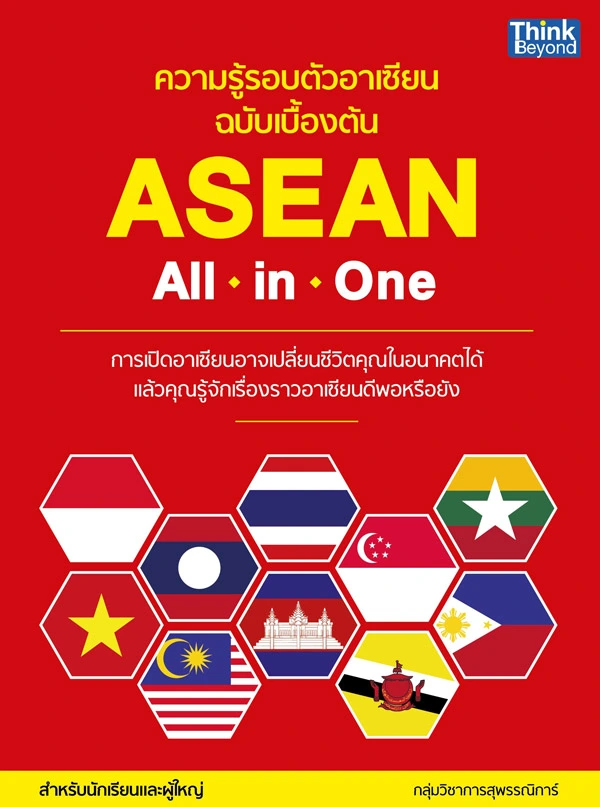 Think
Beyond
ความรู้รอบตัวอาเซียน
ฉบับเบื้องต้น
ASEAN
All · in · One
การเปิดอาเซียนอาจเปลี่ยนชีวิตคุณในอนาคตได้
แล้วคุณรู้จักเรื่องราวอาเซียนดีพอหรือยัง
สำหรับนักเรียนและผู้ใหญ่
กลุ่มวิชาการสุพรรณิการ์